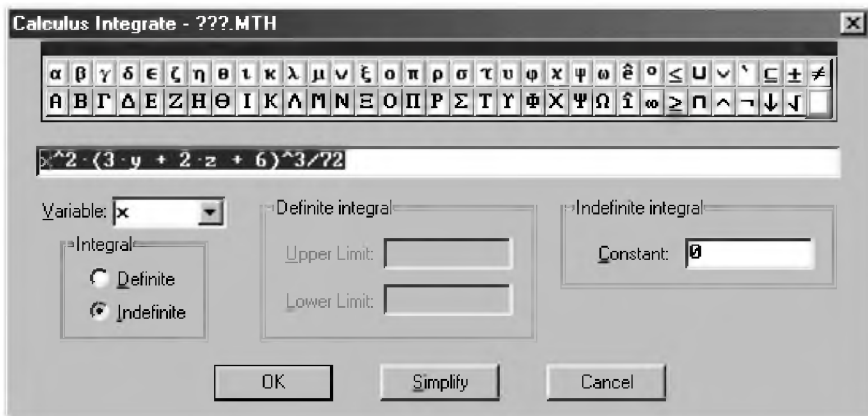 Calculus Integrate - ???.MTH
α β γ δ ε ζ η θ ι κ λ μ ν ξ ο π ρ σ τ υ φ χ ψ ω ê ° ≤ ∪ ∨ ` ⊆ ± ≠
Α Β Γ Δ Ε Ζ Η Θ Ι Κ Λ Μ Ν Ξ Ο Π Ρ Σ Τ Υ Φ Χ Ψ Ω î ∞ ≥ ∩ ∧ ¬ ↓ √
x^2·(3·y + 2·z + 6)^3/72
Variable: x
Integral
Definite
Indefinite
Definite integral
Upper Limit:
Lower Limit:
Indefinite integral
Constant: 0
OK Simplify Cancel